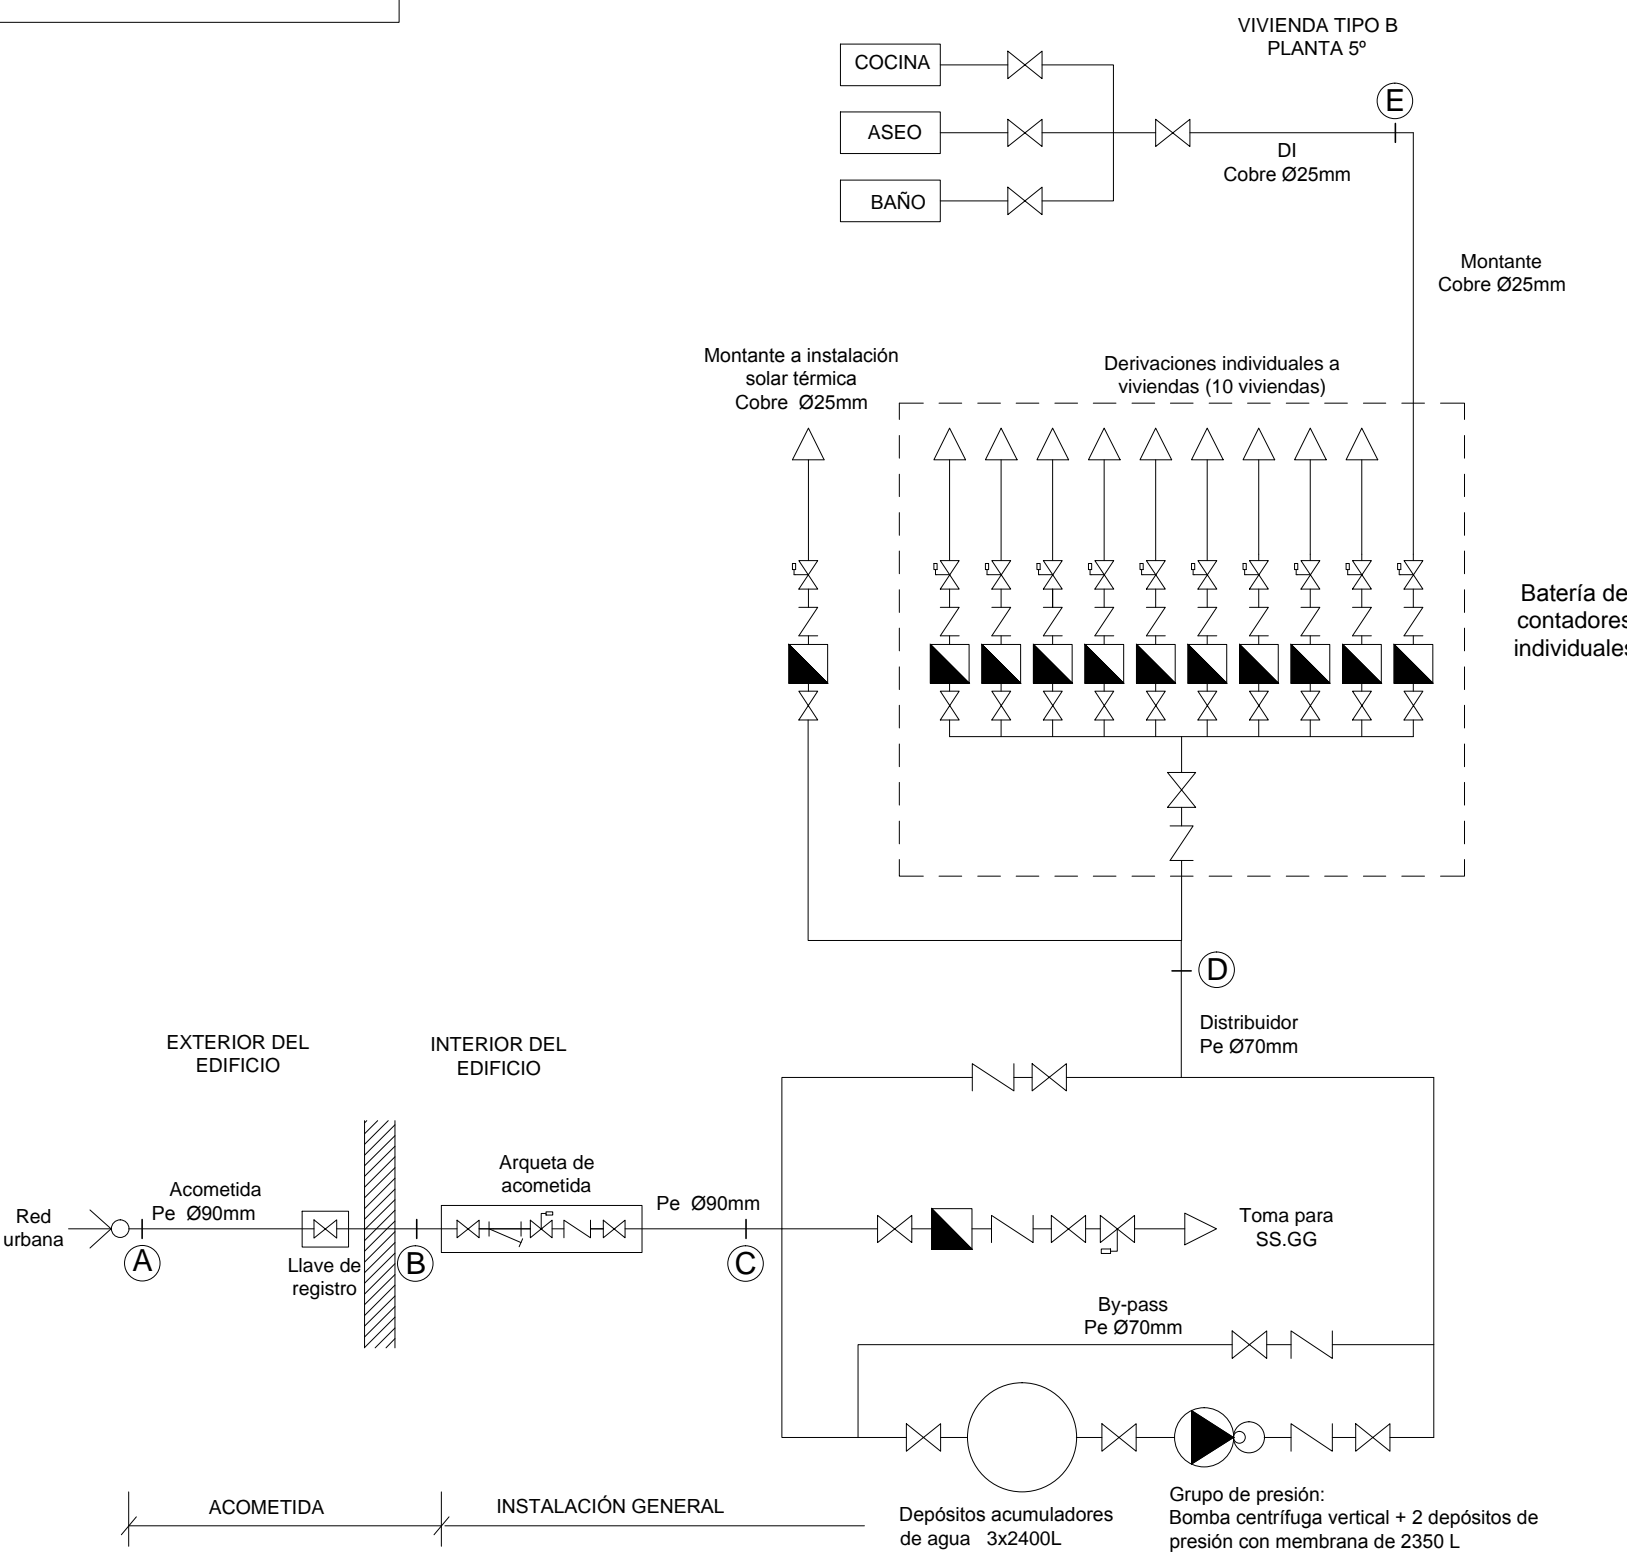 VIVIENDA TIPO B
PLANTA 5º
COCINA
ASEO
BAÑO
E
DI
Cobre Ø25mm
Montante
Cobre Ø25mm
Montante a instalación
solar térmica
Cobre Ø25mm
Derivaciones individuales a
viviendas (10 viviendas)
Batería de
contadores
individuales
D
Distribuidor
Pe Ø70mm
EXTERIOR DEL
EDIFICIO
INTERIOR DEL
EDIFICIO
Red
urbana
Acometida
Pe Ø90mm
A
Llave de
registro
B
Arqueta de
acometida
Pe Ø90mm
C
Toma para
SS.GG
By-pass
Pe Ø70mm
ACOMETIDA
INSTALACIÓN GENERAL
Depósitos acumuladores
de agua 3x2400L
Grupo de presión:
Bomba centrífuga vertical + 2 depósitos de
presión con membrana de 2350 L